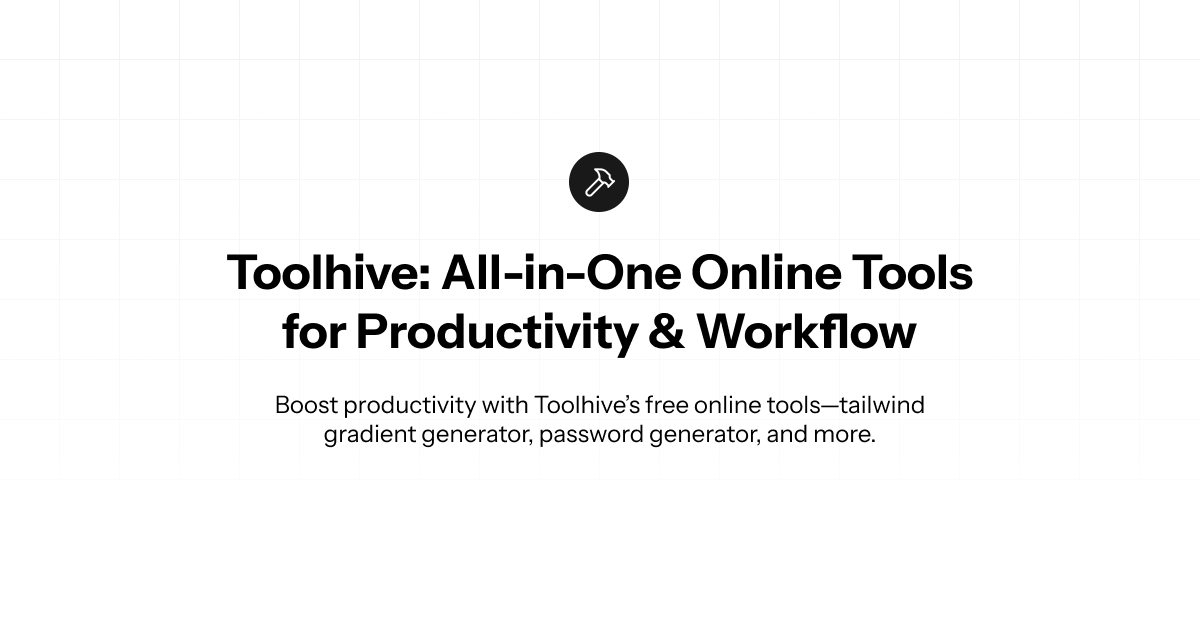 Toolhive: All-in-One Online Tools
for Productivity & Workflow
Boost productivity with Toolhive’s free online tools—tailwind
gradient generator, password generator, and more.